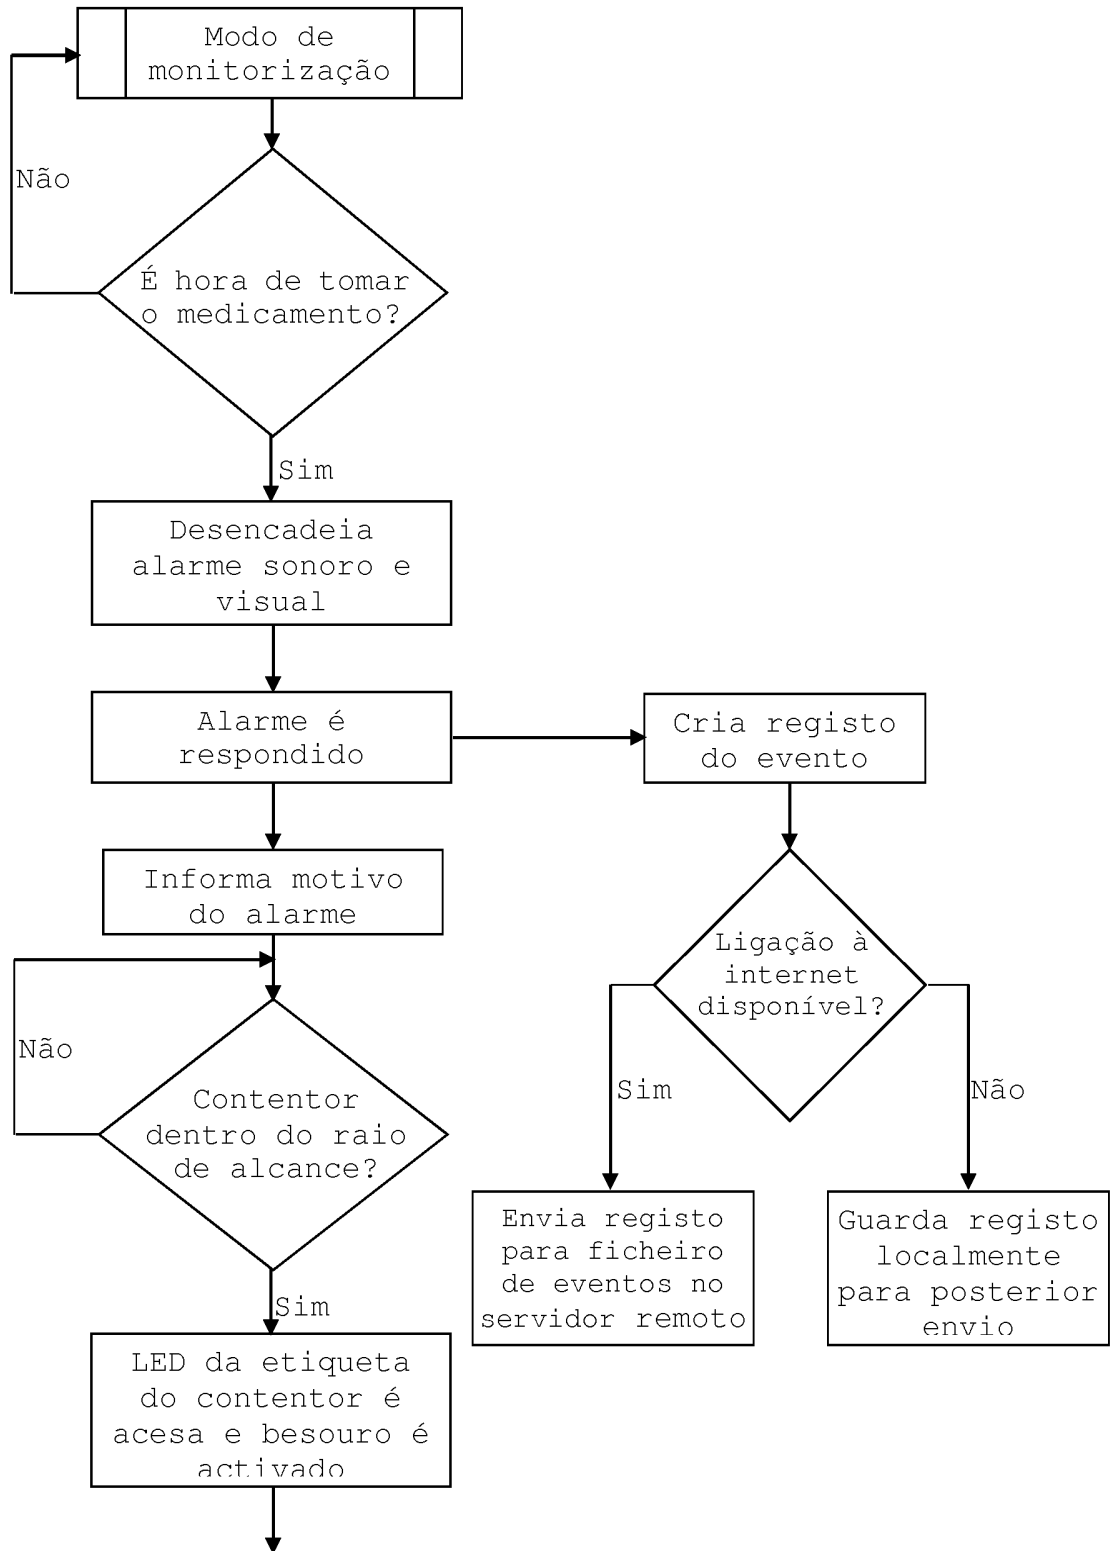 Modo de
monitorização
Não
É hora de tomar
o medicamento?
Sim
Desencadeia
alarme sonoro e
visual
Alarme é
respondido
Cria registo
do evento
Informa motivo
do alarme
Ligação à
internet
disponível?
Não
Contentor
dentro do raio
de alcance?
Sim
Não
Envia registo
para ficheiro
de eventos no
servidor remoto
Guarda registo
localmente
para posterior
envio
Sim
LED da etiqueta
do contentor é
acesa e besouro é
activado